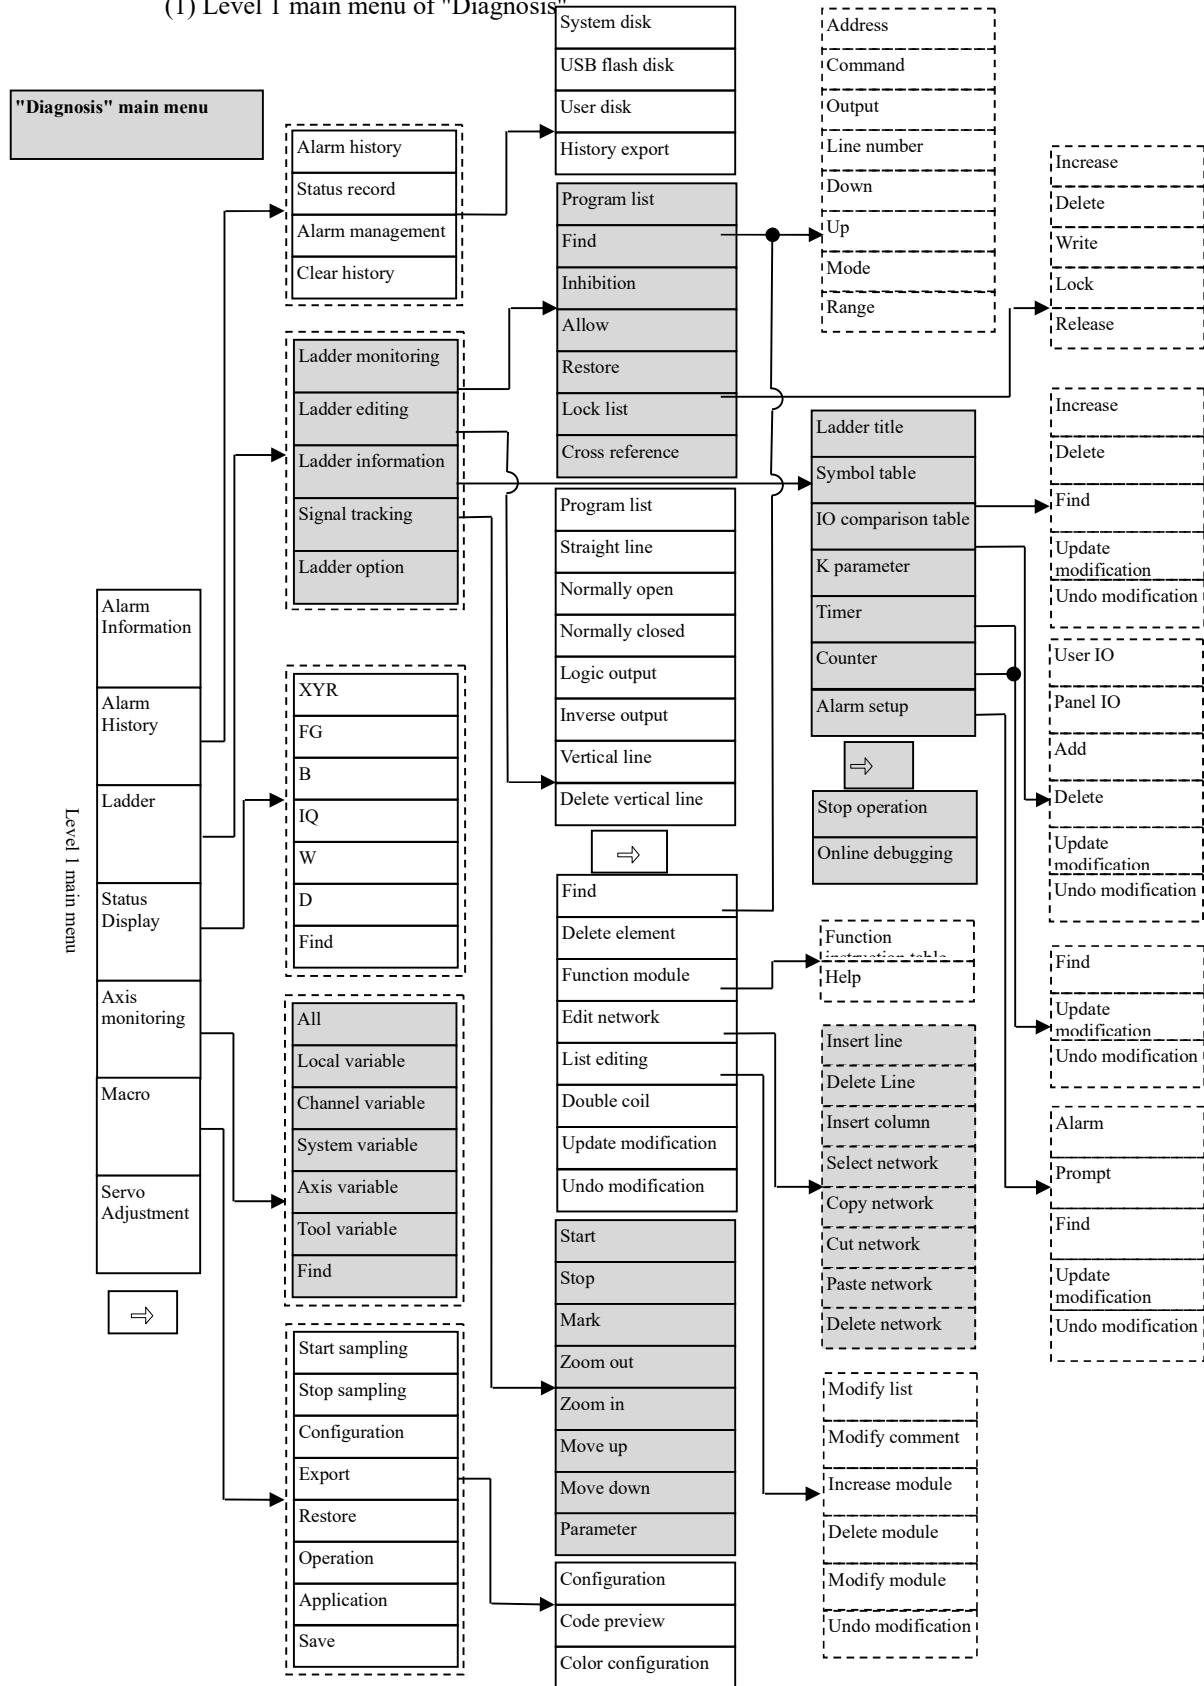 (1) Level 1 main menu of "Diagnosis"
"Diagnosis" main menu
Level 1 main menu
Alarm
Information
Alarm
History
Ladder
Status
Display
Axis
monitoring
Macro
Servo
Adjustment
Alarm history
Status record
Alarm management
Clear history
Ladder monitoring
Ladder editing
Ladder information
Signal tracking
Ladder option
XYR
FG
B
IQ
W
D
Find
All
Local variable
Channel variable
System variable
Axis variable
Tool variable
Find
Start sampling
Stop sampling
Configuration
Export
Restore
Operation
Application
Save
System disk
USB flash disk
User disk
History export
Program list
Find
Inhibition
Allow
Restore
Lock list
Cross reference
Program list
Straight line
Normally open
Normally closed
Logic output
Inverse output
Vertical line
Delete vertical line
Find
Delete element
Function module
Edit network
List editing
Double coil
Update modification
Undo modification
Start
Stop
Mark
Zoom out
Zoom in
Move up
Move down
Parameter
Configuration
Code preview
Color configuration
Address
Command
Output
Line number
Down
Up
Mode
Range
Ladder title
Symbol table
IO comparison table
K parameter
Timer
Counter
Alarm setup
Stop operation
Online debugging
Function
instruction table
Help
Insert line
Delete Line
Insert column
Select network
Copy network
Cut network
Paste network
Delete network
Modify list
Modify comment
Increase module
Delete module
Modify module
Undo modification
Increase
Delete
Write
Lock
Release
Increase
Delete
Find
Update
modification
Undo modification
User IO
Panel IO
Add
Delete
Update
modification
Undo modification
Find
Update
modification
Undo modification
Alarm
Prompt
Find
Update
modification
Undo modification